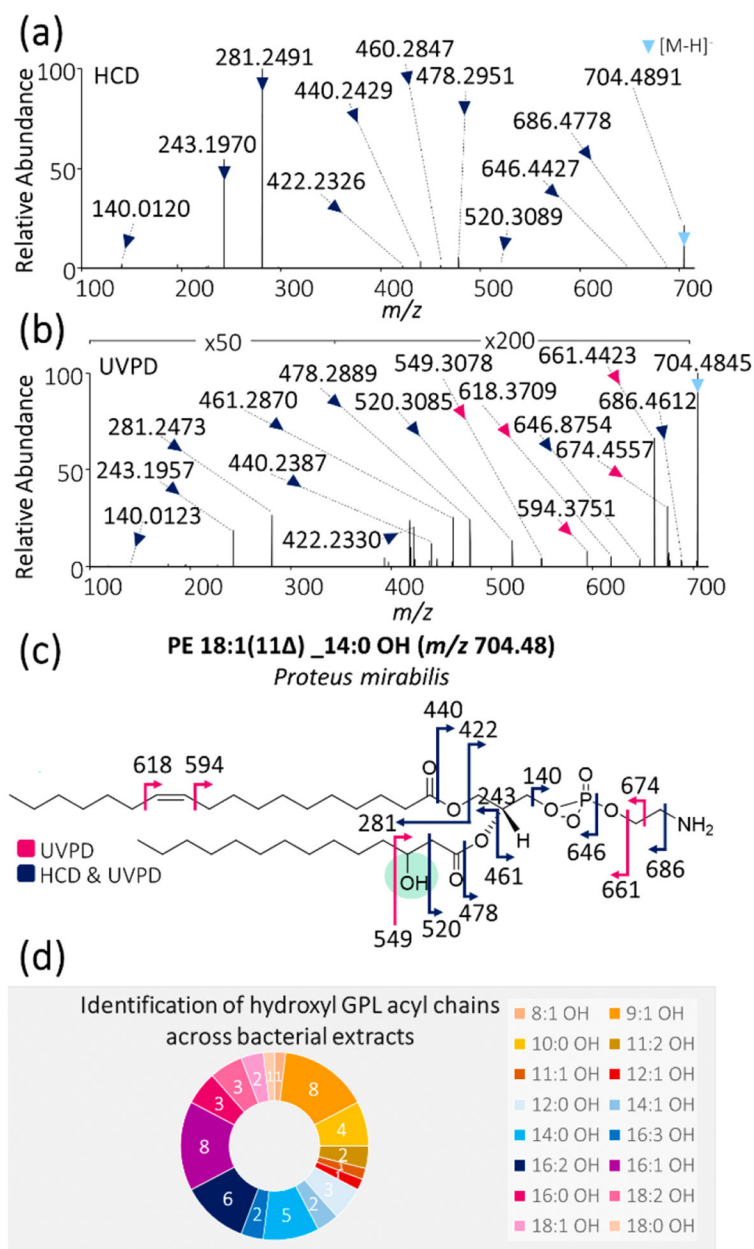 (a)
HCD
Relative Abundance
100
50
0
140.0120
243.1970
281.2491
422.2326
440.2429
460.2847
478.2951
520.3089
646.4427
686.4778
704.4891
[M-H]-
100 200 300 400 500 600 700
m/z
(b)
UVPD
x50 x200
Relative Abundance
100
50
0
140.0123
243.1957
281.2473
422.2330
440.2387
461.2870
478.2889
520.3085
549.3078
594.3751
618.3709
646.8754
661.4423
674.4557
686.4612
704.4845
100 200 300 400 500 600 700
m/z
(c)
PE 18:1(11Δ) _14:0 OH (m/z 704.48)
Proteus mirabilis
618 594
440
422
140
674
O O O
O O P O NH2
-O
243
281
H
646
686
661
OH O O
461
478
520
549
UVPD
HCD & UVPD
(d)
Identification of hydroxyl GPL acyl chains
across bacterial extracts
1 8 4 2 1 1 3 2 5 2 6 8 3 3 2 1
8:1 OH 9:1 OH
10:0 OH 11:2 OH
11:1 OH 12:1 OH
12:0 OH 14:1 OH
14:0 OH 16:3 OH
16:2 OH 16:1 OH
16:0 OH 18:2 OH
18:1 OH 18:0 OH